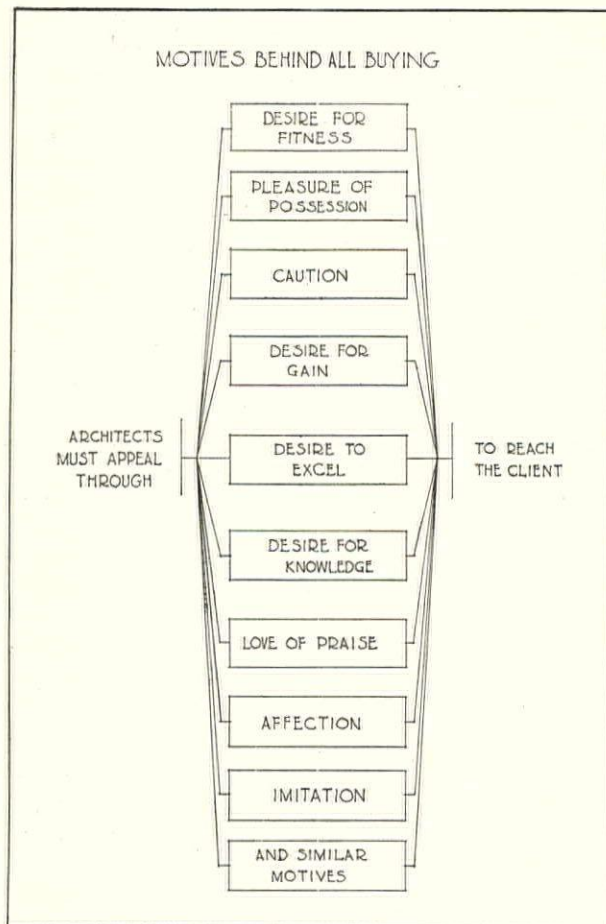 MOTIVES BEHIND ALL BUYING
DESIRE FOR
FITNESS
PLEASURE OF
POSSESSION
CAUTION
DESIRE FOR
GAIN
ARCHITECTS
MUST APPEAL
THROUGH
DESIRE TO
EXCEL
TO REACH
THE CLIENT
DESIRE FOR
KNOWLEDGE
LOVE OF PRAISE
AFFECTION
IMITATION
AND SIMILAR
MOTIVES